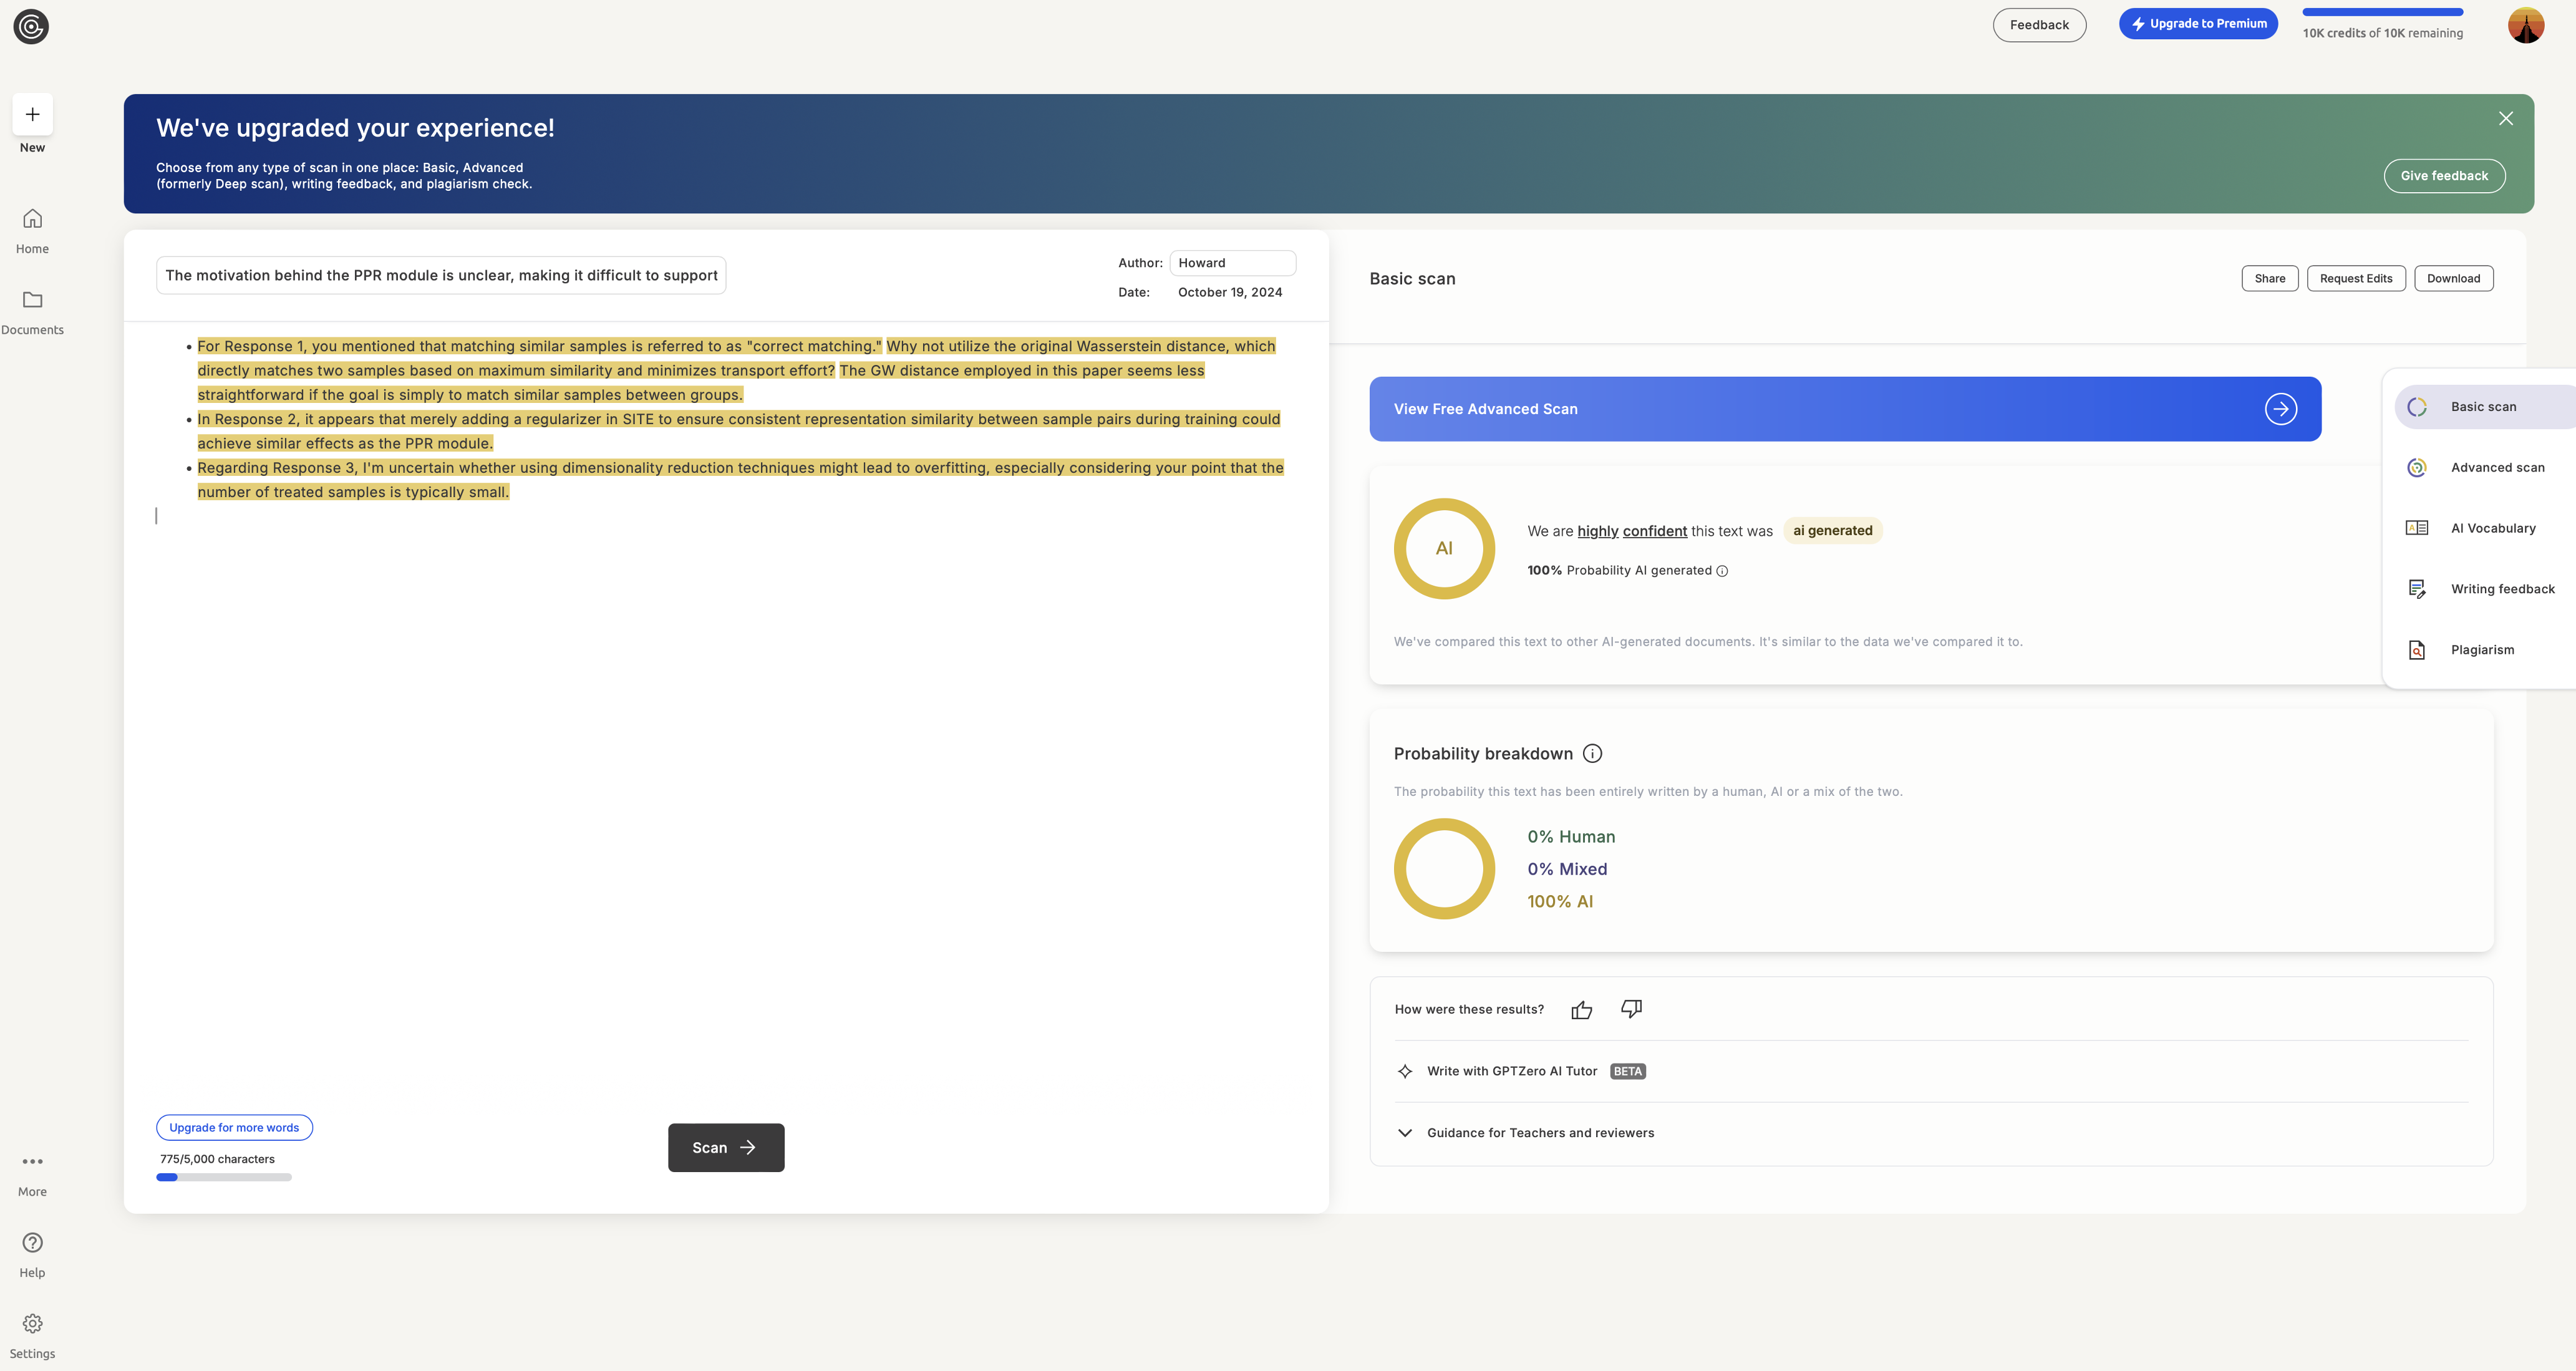 Feedback
Upgrade to Premium
10K credits of 10K remaining
New
Home
Documents
We've upgraded your experience!
Choose from any type of scan in one place: Basic, Advanced
(formerly Deep scan), writing feedback, and plagiarism check.
Give feedback
The motivation behind the PPR module is unclear, making it difficult to support
Author: Howard
Date: October 19, 2024
• For Response 1, you mentioned that matching similar samples is referred to as "correct matching." Why not utilize the original Wasserstein distance, which
directly matches two samples based on maximum similarity and minimizes transport effort? The GW distance employed in this paper seems less
straightforward if the goal is simply to match similar samples between groups.
• In Response 2, it appears that merely adding a regularizer in SITE to ensure consistent representation similarity between sample pairs during training could
achieve similar effects as the PPR module.
• Regarding Response 3, I'm uncertain whether using dimensionality reduction techniques might lead to overfitting, especially considering your point that the
number of treated samples is typically small.
Upgrade for more words
775/5,000 characters
Scan
Basic scan
Share
Request Edits
Download
View Free Advanced Scan
AI
We are highly confident this text was ai generated
100% Probability AI generated
We've compared this text to other AI-generated documents. It's similar to the data we've compared it to.
Probability breakdown
The probability this text has been entirely written by a human, AI or a mix of the two.
0% Human
0% Mixed
100% AI
How were these results?
Write with GPTZero AI Tutor BETA
Guidance for Teachers and reviewers
Basic scan
Advanced scan
AI Vocabulary
Writing feedback
Plagiarism
More
Help
Settings